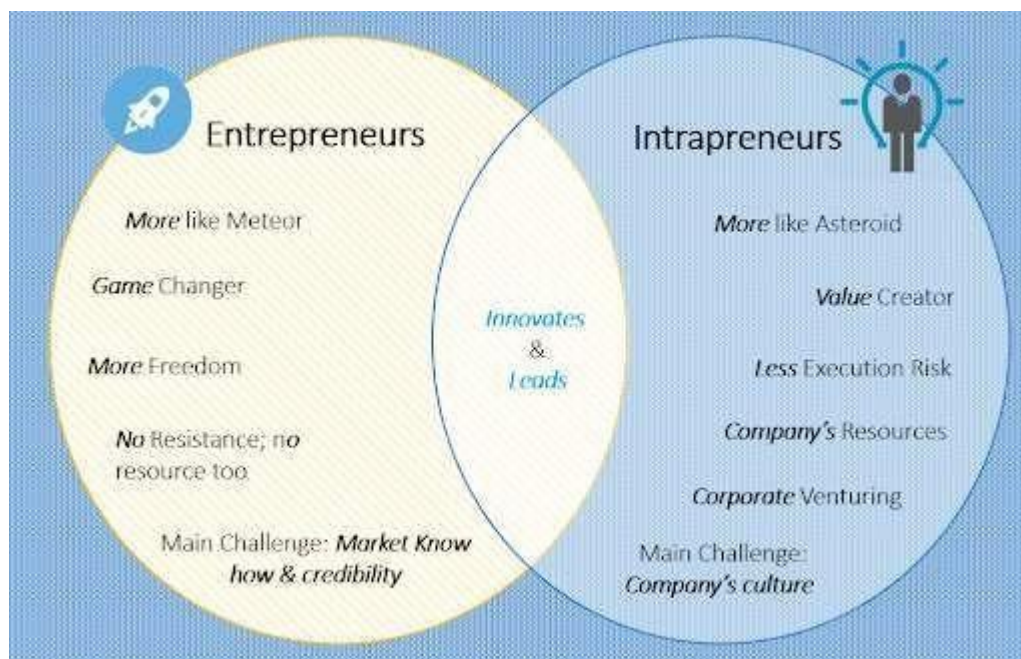 Entrepreneurs
More like Meteor
Game Changer
More Freedom
No Resistance; no
resource too
Main Challenge: Market Know
how & credibility
Innovates
&
Leads
Intrapreneurs
More like Asteroid
Value Creator
Less Execution Risk
Company's Resources
Corporate Venturing
Main Challenge:
Company's culture